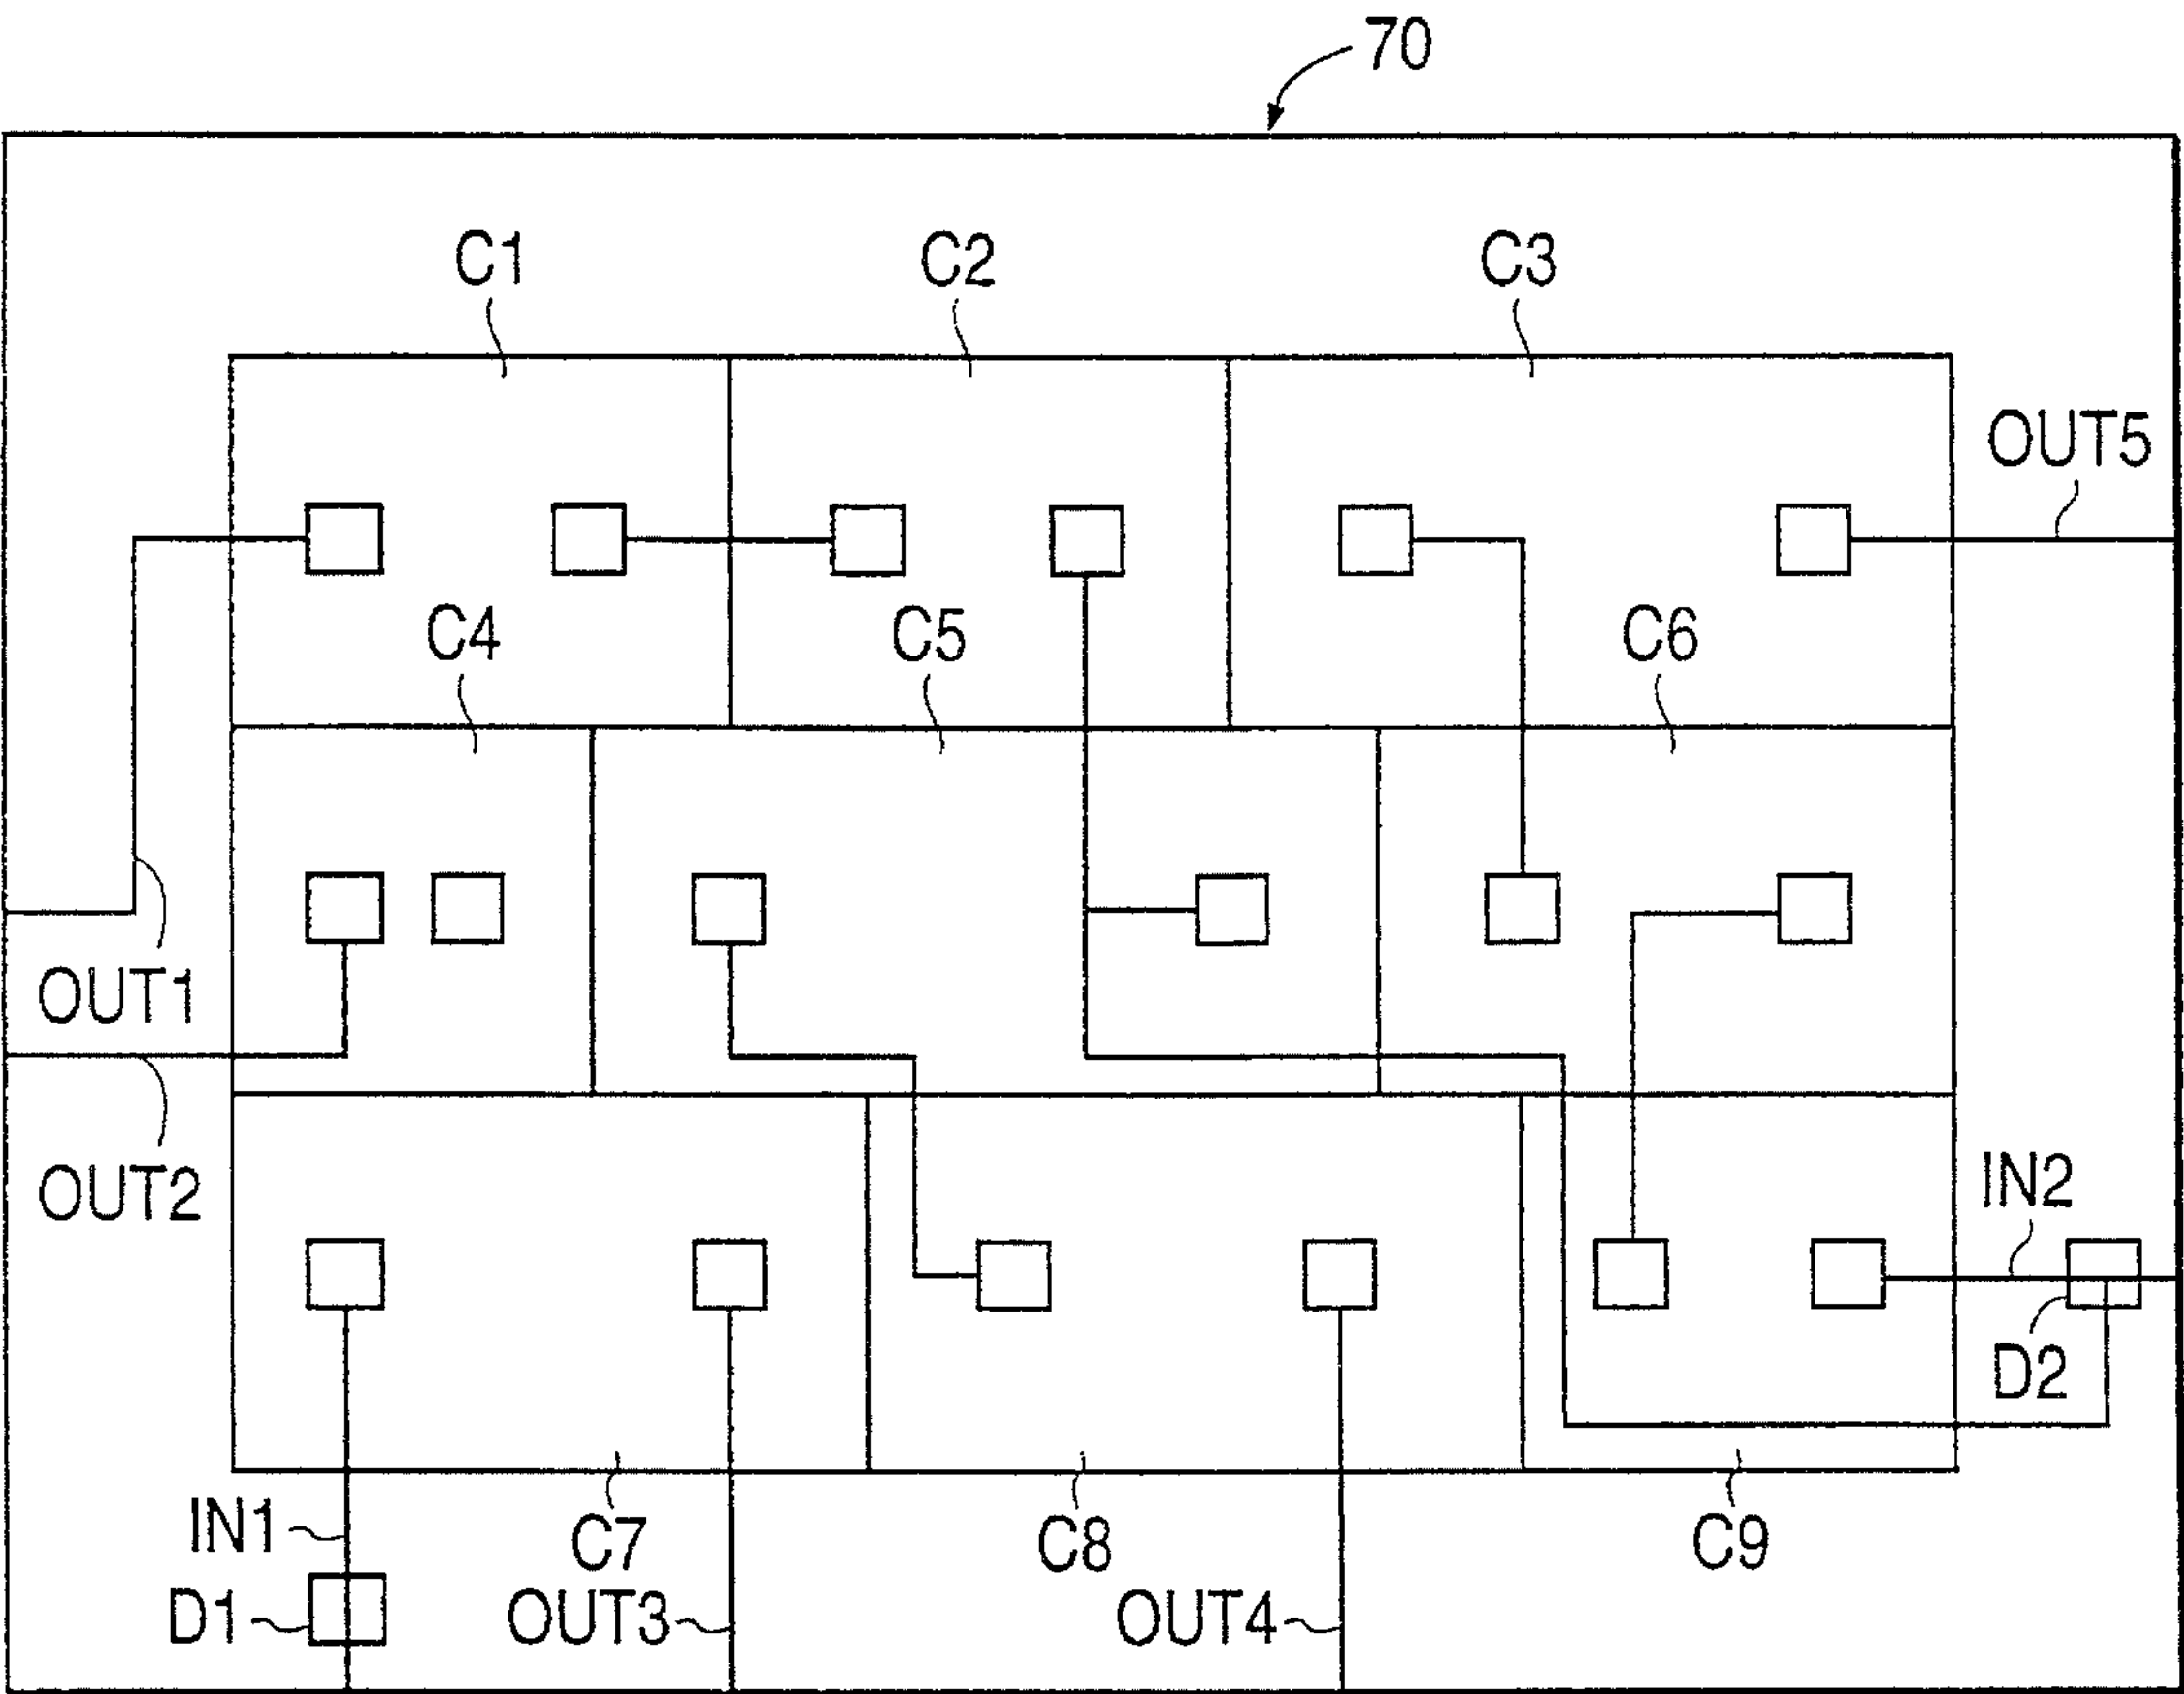 70
C1 C2 C3
OUT5
C4 C5 C6
OUT1
OUT2
IN2
D2
IN1 C7 C8 C9
D1 OUT3 OUT4